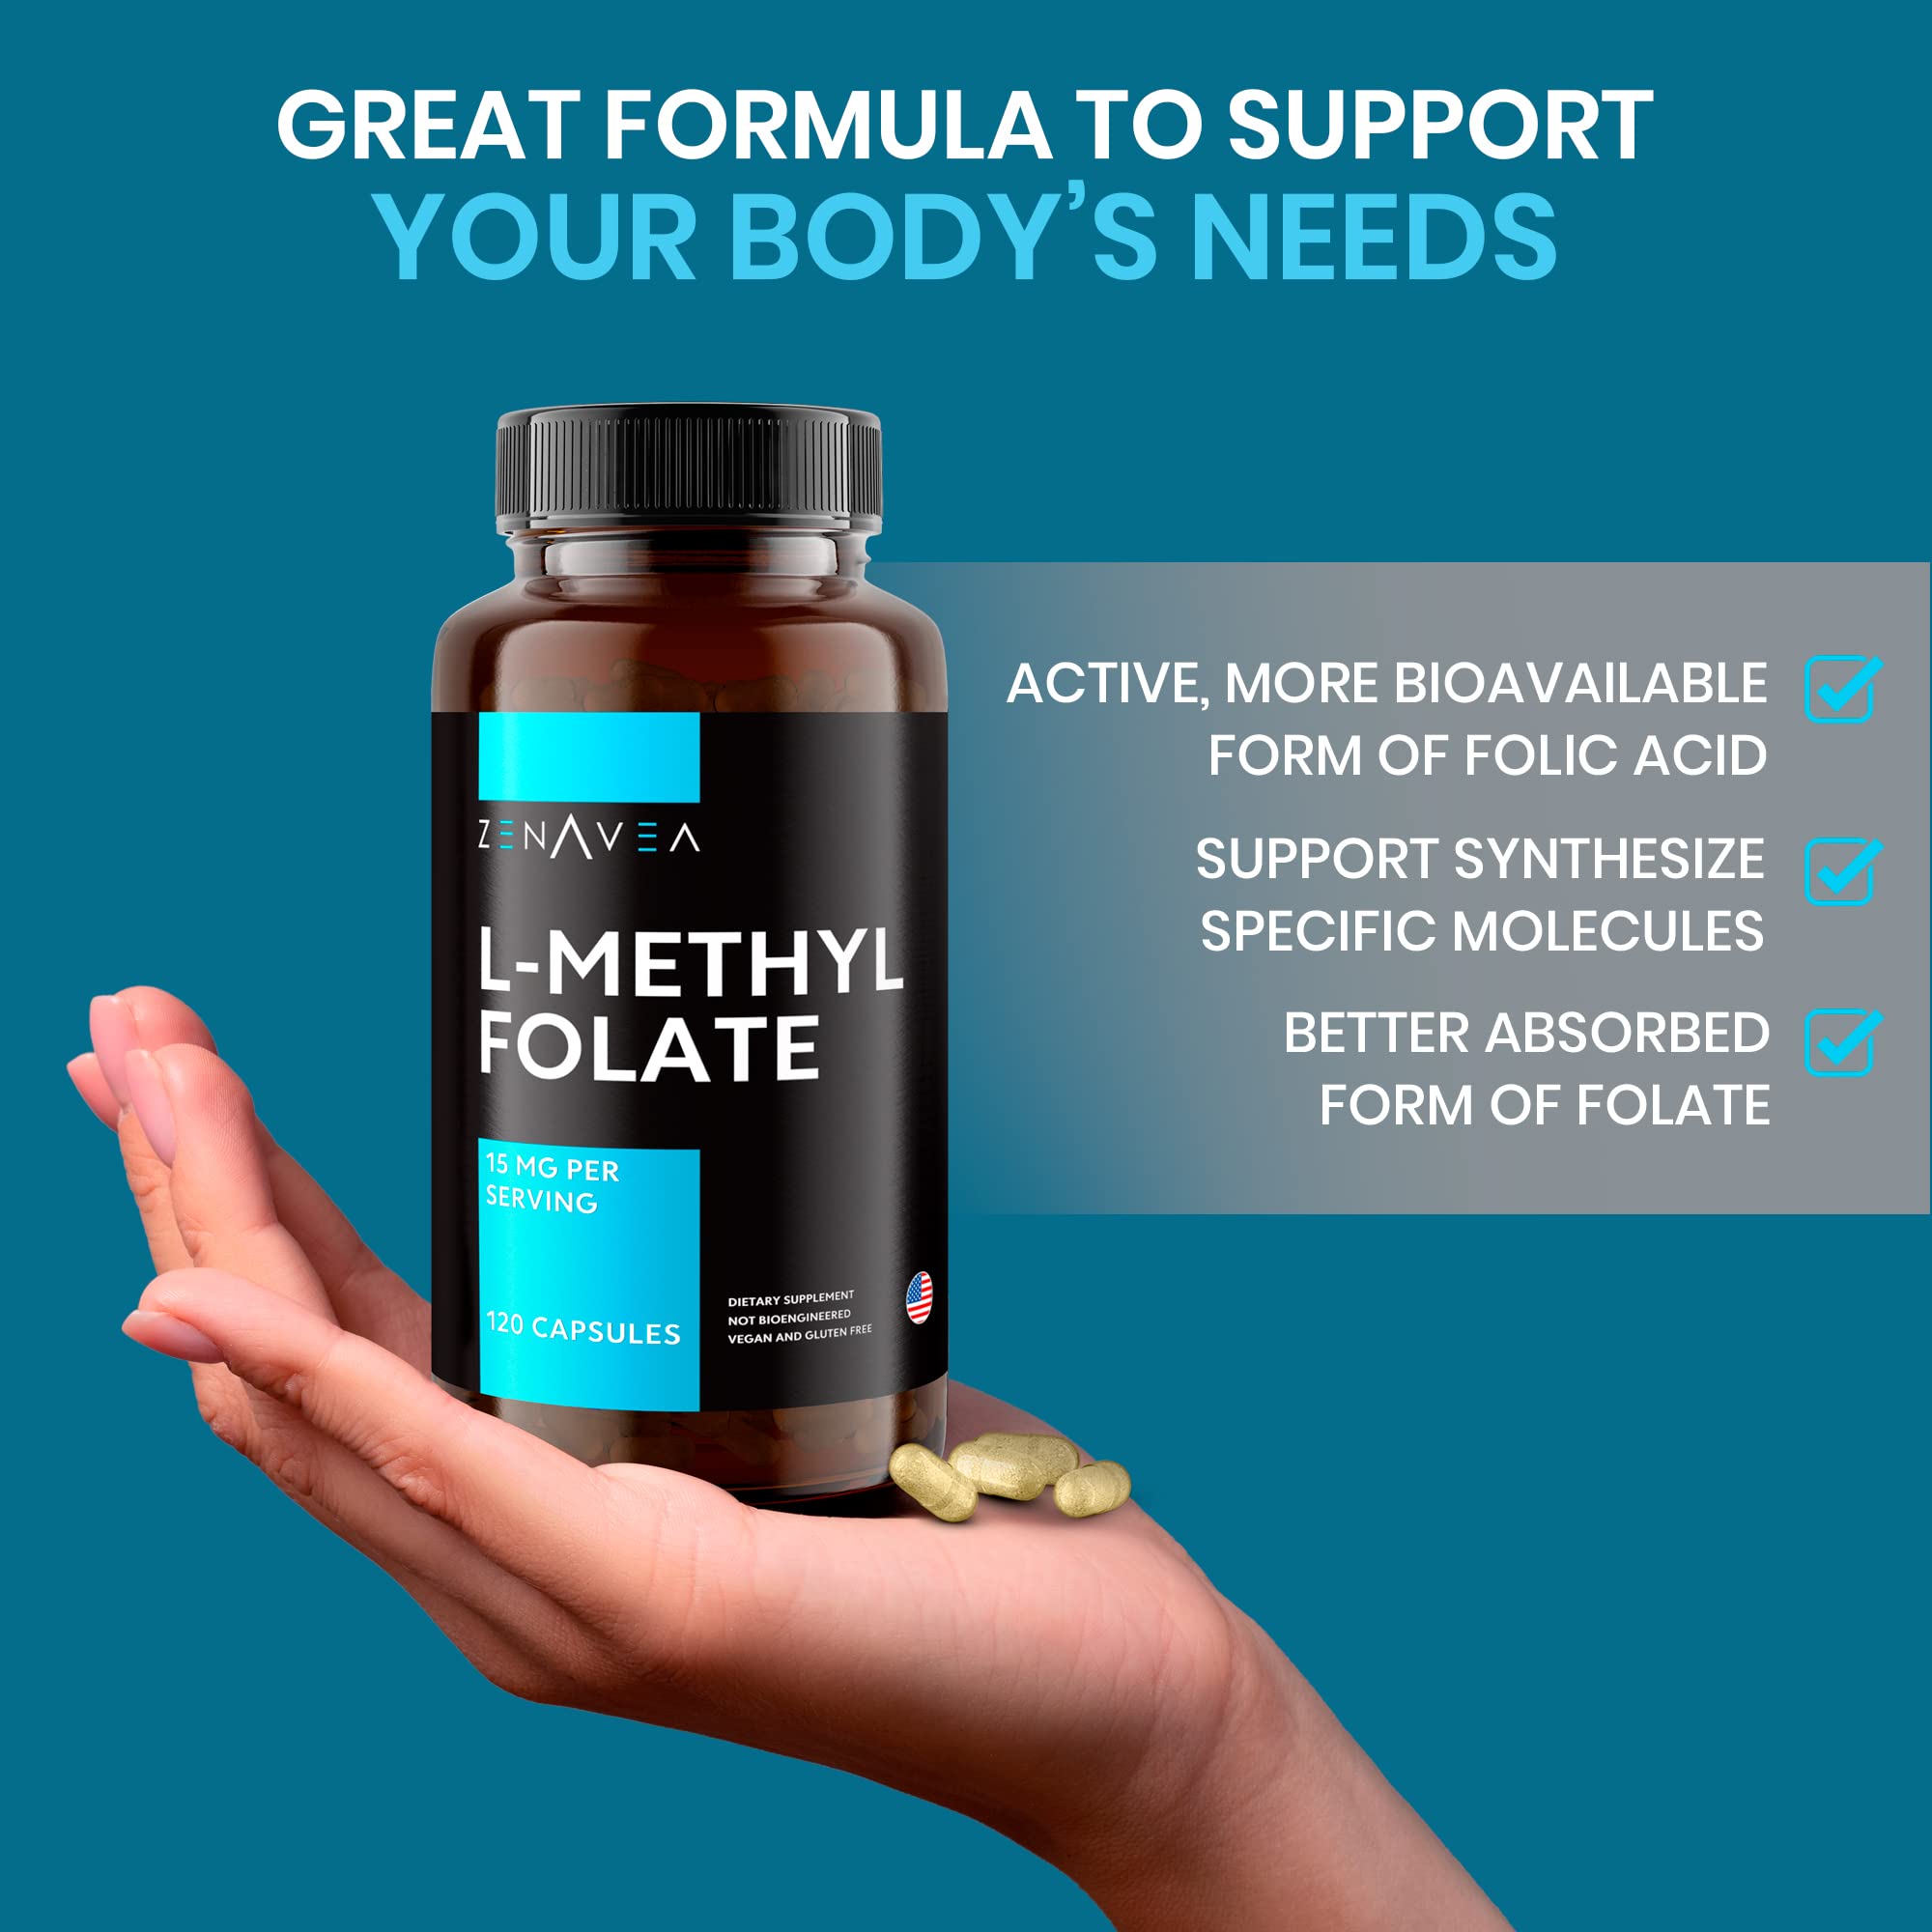 GREAT FORMULA TO SUPPORT
YOUR BODY'S NEEDS
ACTIVE, MORE BIOAVAILABLE
FORM OF FOLIC ACID
SUPPORT SYNTHESIZE
SPECIFIC MOLECULES
BETTER ABSORBED
FORM OF FOLATE
ZENAVEA
L-METHYL
FOLATE
15 MG PER
SERVING
120 CAPSULES
DIETARY SUPPLEMENT
NOT BIOENGINEERED
VEGAN AND GLUTEN FREE